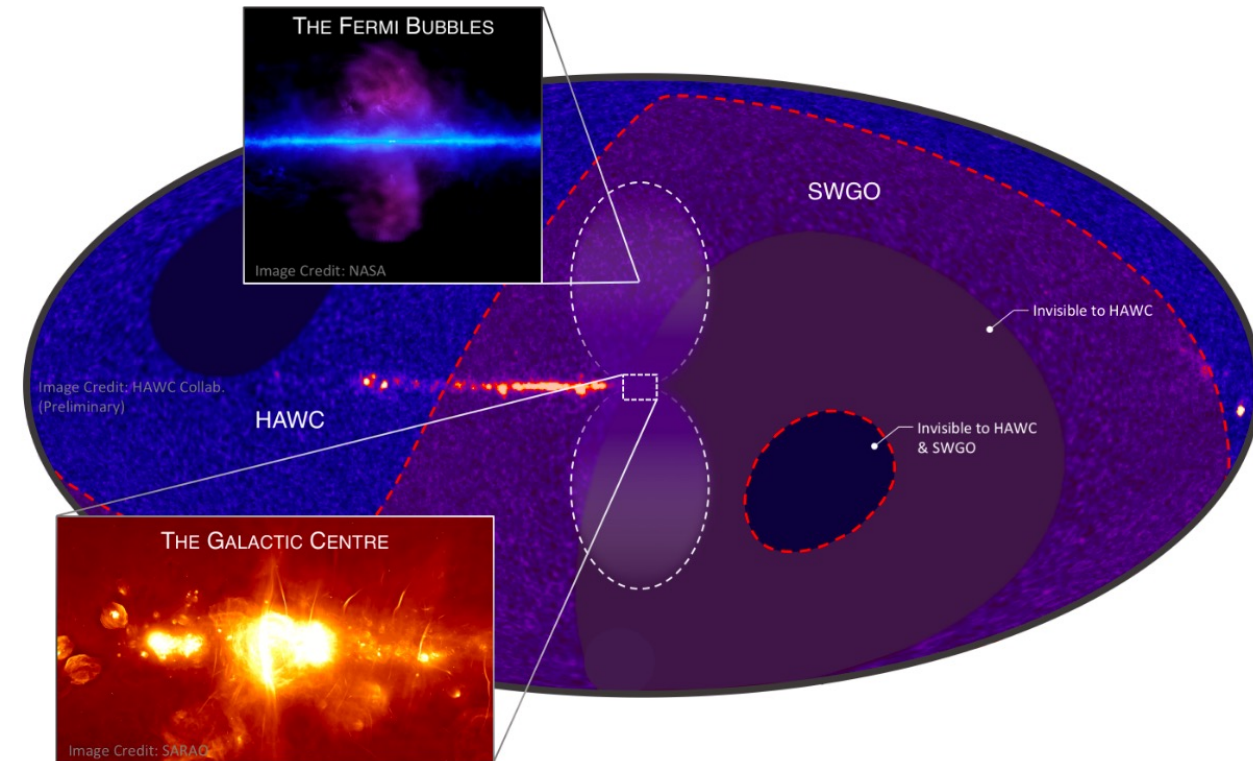 THE FERMI BUBBLES
Image Credit: NASA
SWGO
Invisible to HAWC
Image Credit: HAWC Collab.
(Preliminary)
HAWC
Invisible to HAWC
& SWGO
THE GALACTIC CENTRE
Image Credit: SARAO